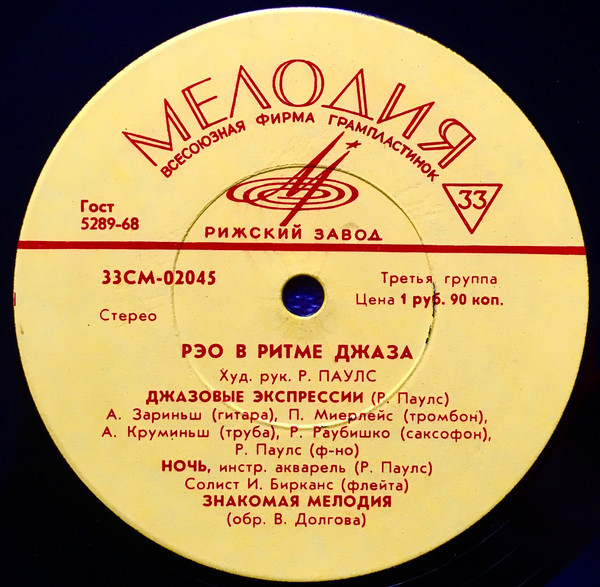 МЕЛОДИЯ
ВСЕСОЮЗНАЯ ФИРМА ГРАМПЛАСТИНОК
33
Гост
5289-68
РИЖСКИЙ ЗАВОД
33СМ-02045
Третья группа
Цена 1 руб. 90 коп.
Стерео
РЭО В РИТМЕ ДЖАЗА
Худ. рук. Р. ПАУЛС
ДЖАЗОВЫЕ ЭКСПРЕССИИ (Р. Паулс)
А. Зариньш (гитара), П. Миерлейс (тромбон),
А. Круминьш (труба), Р. Раубишко (саксофон),
Р. Паулс (ф-но)
НОЧЬ, инстр. акварель (Р. Паулс)
Солист И. Бирканс (флейта)
ЗНАКОМАЯ МЕЛОДИЯ
(обр. В. Долгова)